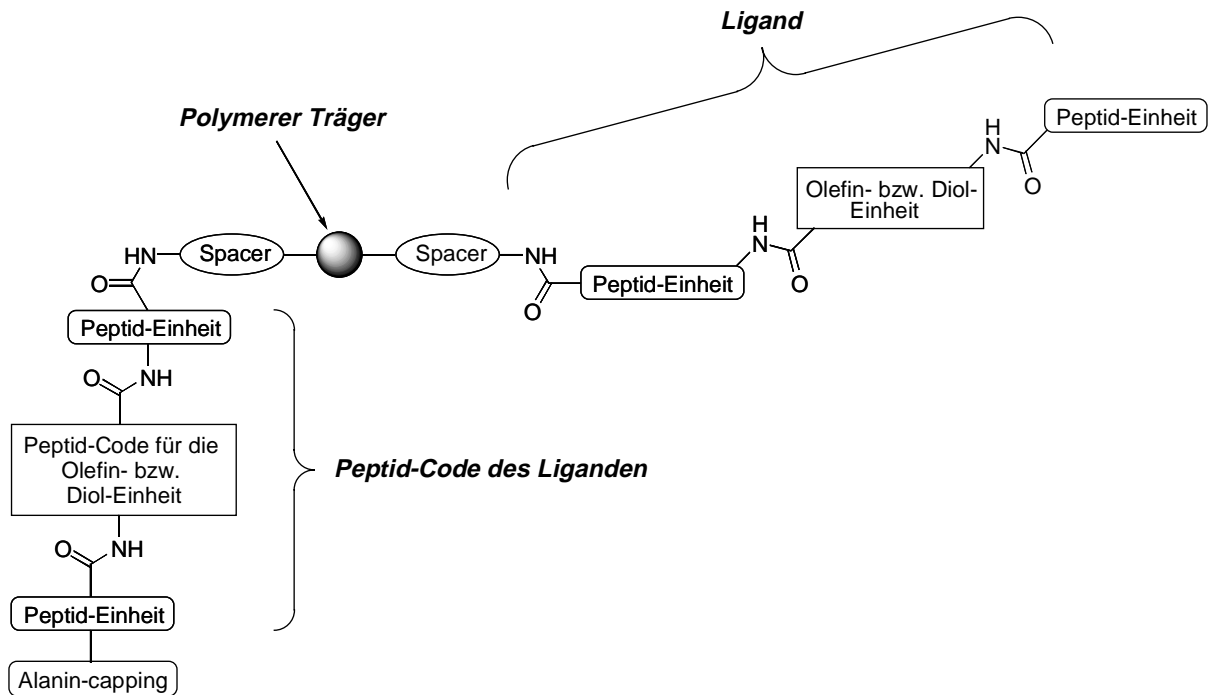 Ligand
Polymerer Träger
Peptid-Einheit
H
N
O
Olefin- bzw. Diol-
Einheit
H
N
O
HN
Spacer
Spacer
NH
O
Peptid-Einheit
O
Peptid-Einheit
O
NH
Peptid-Code für die
Olefin- bzw.
Diol-Einheit
Peptid-Code des Liganden
O
NH
Peptid-Einheit
Alanin-capping